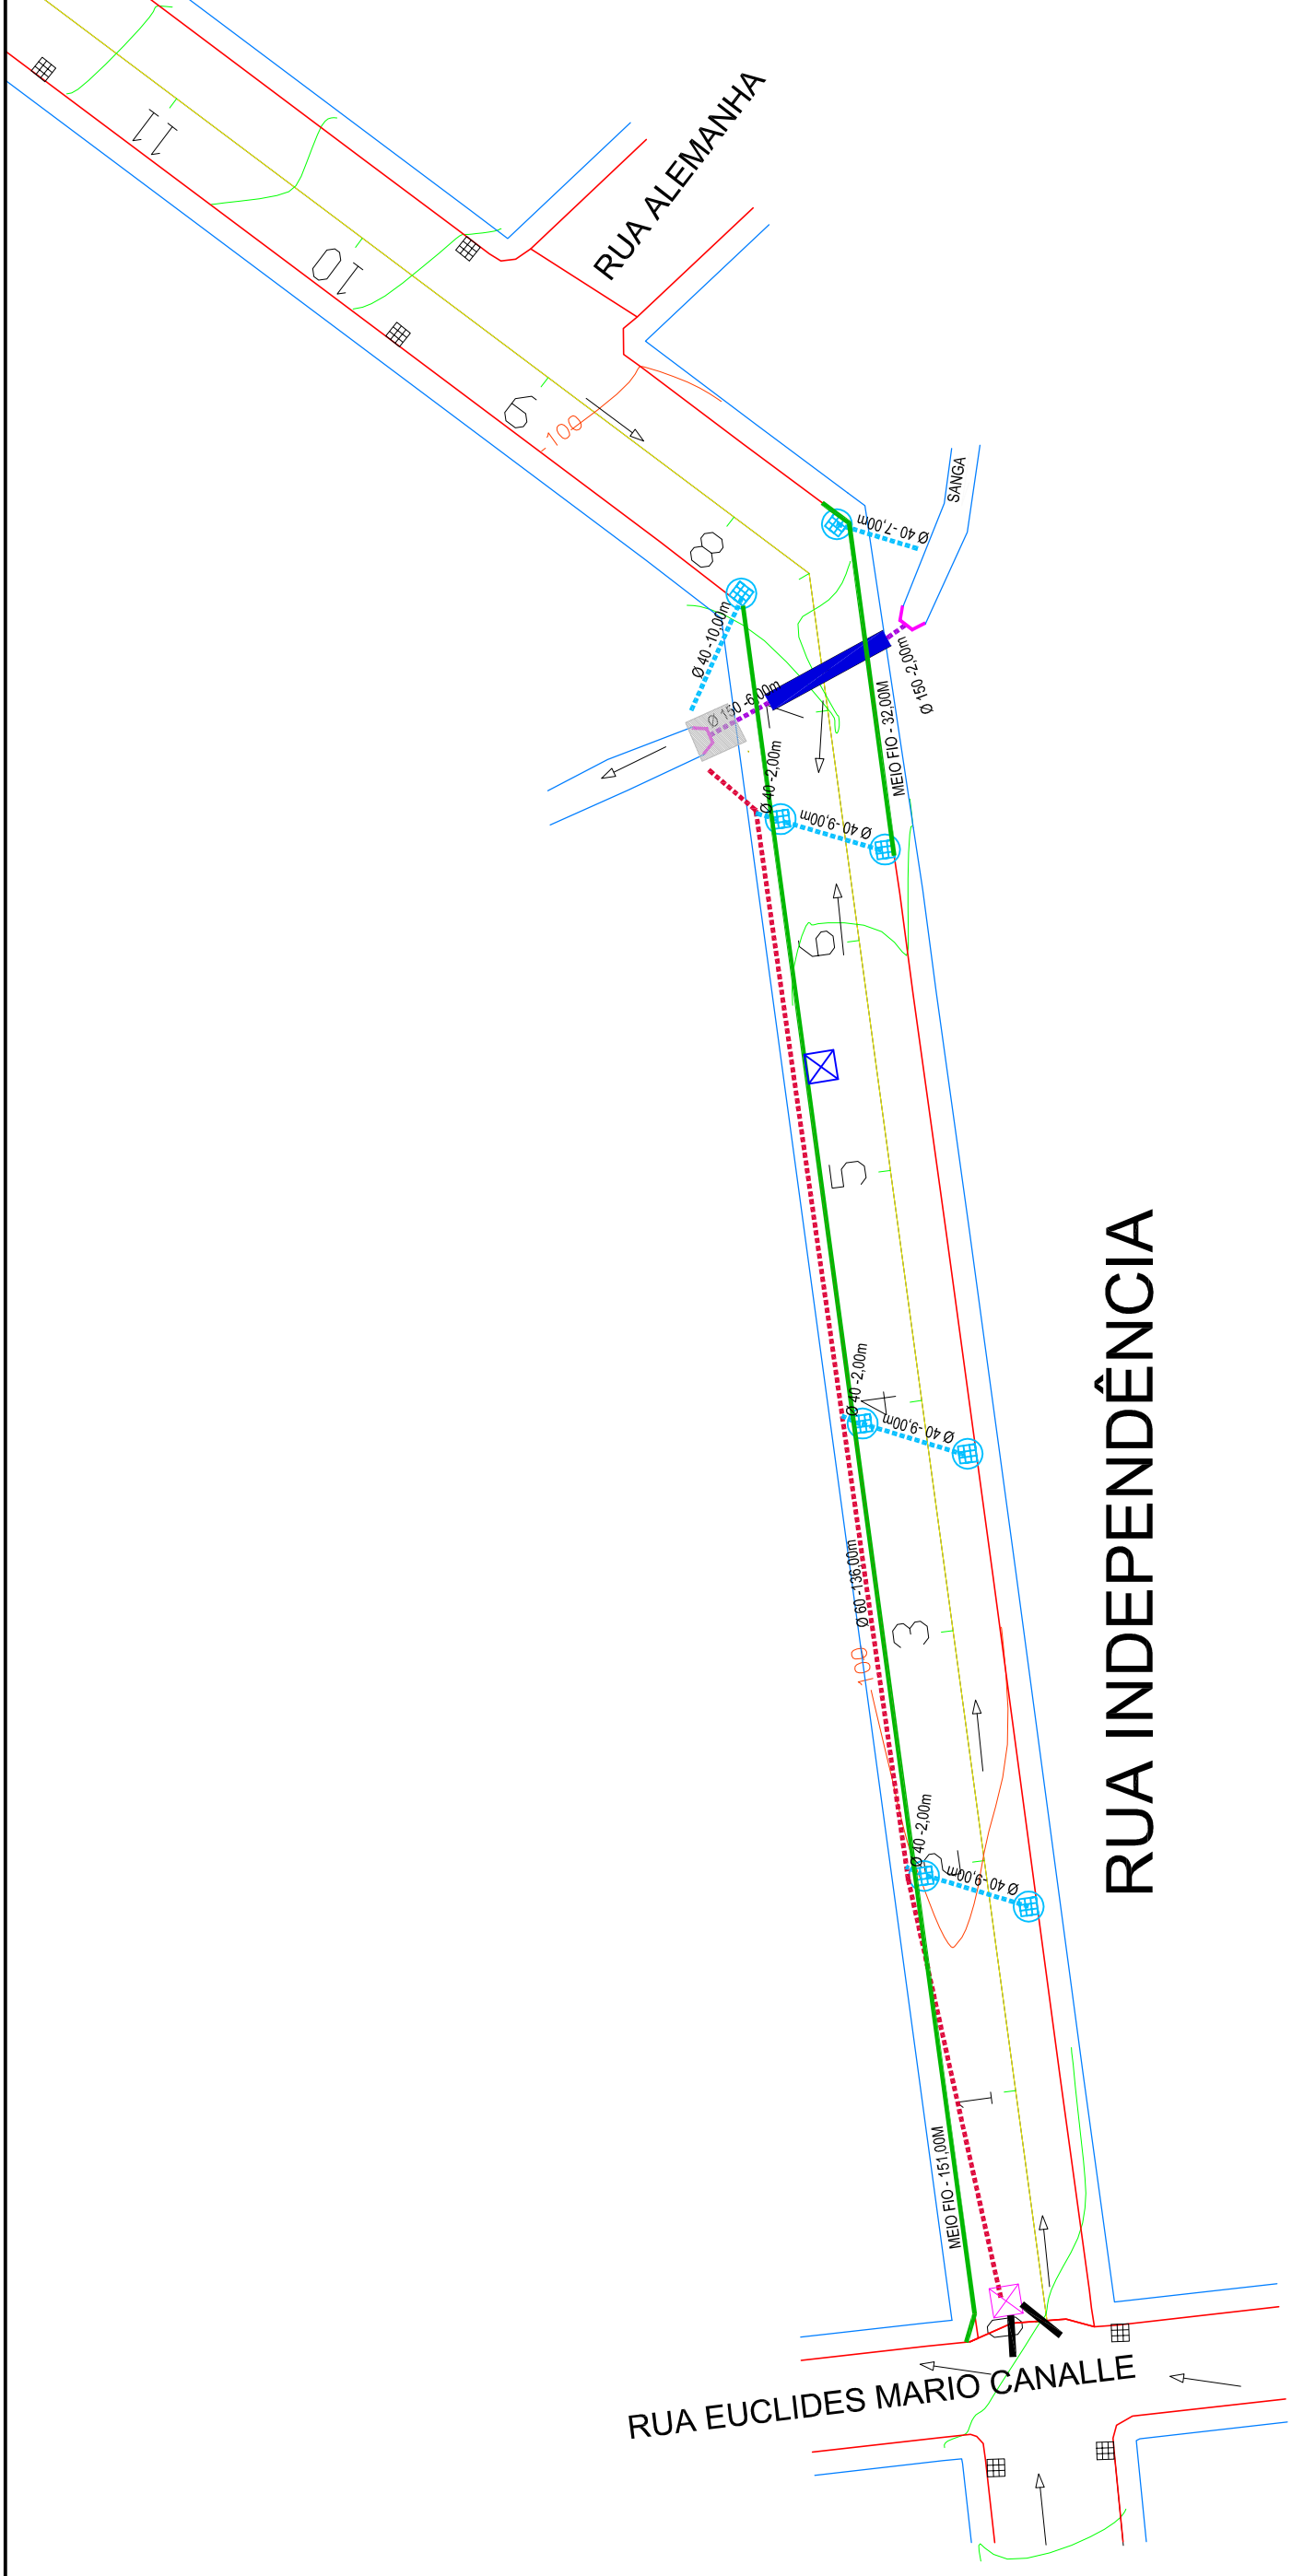 11
10
RUA ALEMANHA
9
100
8
SANGA
Ø 40 -7,00m
Ø 40 -10,00m
Ø 150 -6,00m
Ø 150 -2,00m
7
MEIO FIO - 32,00M
Ø 40 -2,00m
Ø 40 -9,00m
6
5
4
Ø 40 -2,00m
Ø 40 -9,00m
RUA INDEPENDÊNCIA
Ø 60 -136,00m
3
100
Ø 40 -2,00m
2
Ø 40 -9,00m
1
MEIO FIO - 151,00M
0
RUA EUCLIDES MARIO CANALLE